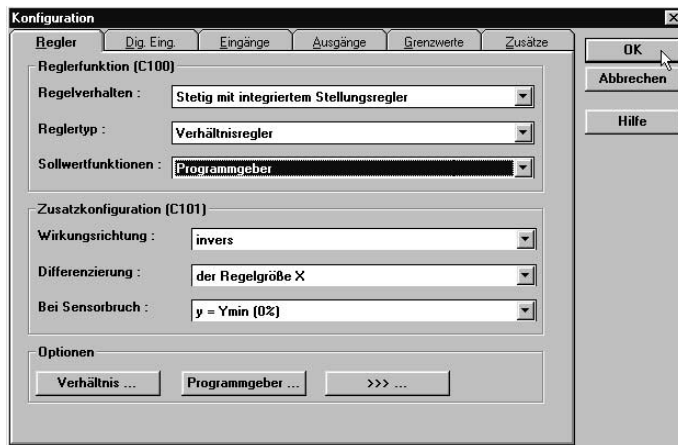 Konfiguration
Regler Dig. Eing. Eingänge Ausgänge Grenzwerte Zusätze
OK
Abbrechen
Hilfe
Reglerfunktion (C100)
Regelverhalten : Stetig mit integriertem Stellungsregler
Reglertyp : Verhältnisregler
Sollwertfunktionen : Programmgeber
Zusatzkonfiguration (C101)
Wirkungsrichtung : invers
Differenzierung : der Regelgröße X
Bei Sensorbruch : y = Ymin (0%)
Optionen
Verhältnis ... Programmgeber ... >>> ...